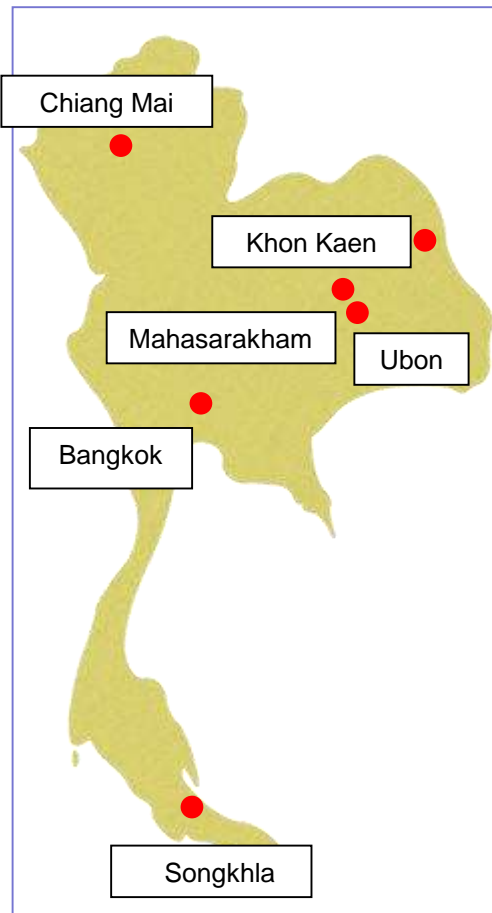 Chiang Mai
Khon Kaen
Mahasarakham
Ubon
Bangkok
Songkhla